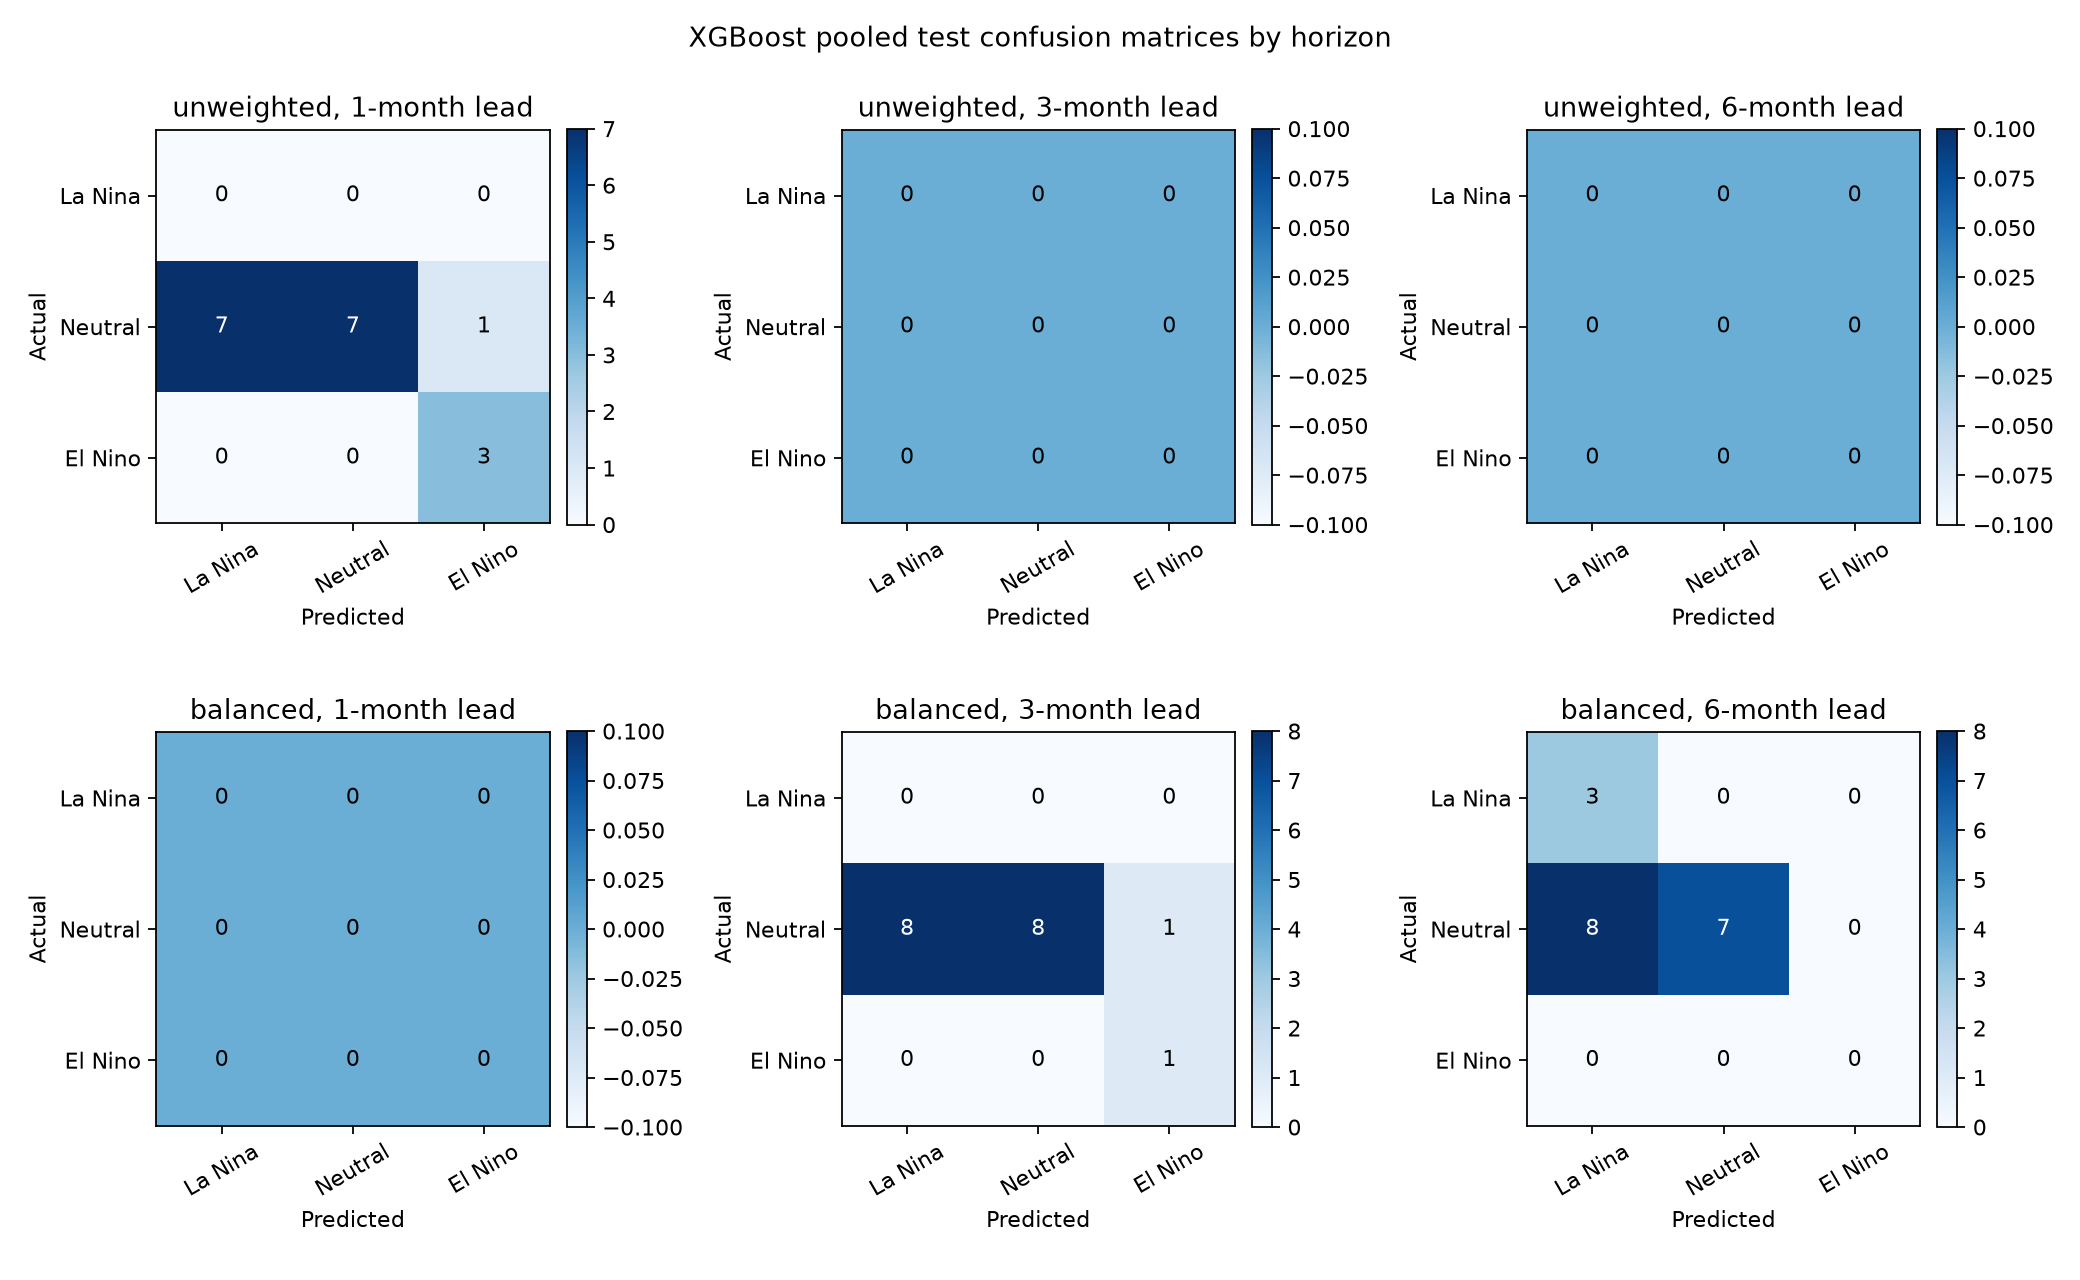 XGBoost pooled test confusion matrices by horizon
unweighted, 1-month lead
La Nina
Neutral
El Nino
Actual
0 0 0
7 7 1
0 0 3
La Nina Neutral El Nino
Predicted
7
6
5
4
3
2
1
0
unweighted, 3-month lead
La Nina
Neutral
El Nino
Actual
0 0 0
0 0 0
0 0 0
La Nina Neutral El Nino
Predicted
0.100
0.075
0.050
0.025
0.000
−0.025
−0.050
−0.075
−0.100
unweighted, 6-month lead
La Nina
Neutral
El Nino
Actual
0 0 0
0 0 0
0 0 0
La Nina Neutral El Nino
Predicted
0.100
0.075
0.050
0.025
0.000
−0.025
−0.050
−0.075
−0.100
balanced, 1-month lead
La Nina
Neutral
El Nino
Actual
0 0 0
0 0 0
0 0 0
La Nina Neutral El Nino
Predicted
0.100
0.075
0.050
0.025
0.000
−0.025
−0.050
−0.075
−0.100
balanced, 3-month lead
La Nina
Neutral
El Nino
Actual
0 0 0
8 8 1
0 0 1
La Nina Neutral El Nino
Predicted
8
7
6
5
4
3
2
1
0
balanced, 6-month lead
La Nina
Neutral
El Nino
Actual
3 0 0
8 7 0
0 0 0
La Nina Neutral El Nino
Predicted
8
7
6
5
4
3
2
1
0